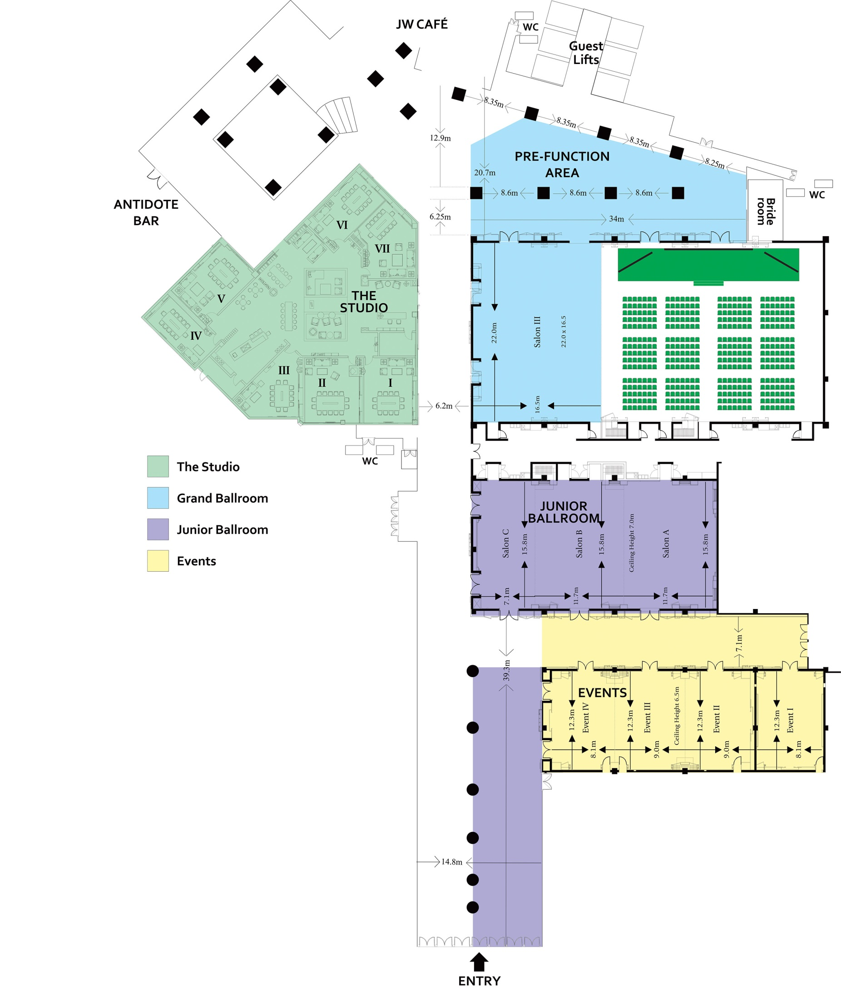 JW CAFÉ
WC
Guest
Lifts
8.35m
8.35m
8.35m
8.25m
12.9m
PRE-FUNCTION
AREA
20.7m
8.6m
8.6m
8.6m
WC
ANTIDOTE
BAR
6.25m
34m
Bride
room
VI
VII
THE
STUDIO
V
IV
III
II
I
22.0m
Salon III
22.0 x 16.5
16.5m
6.2m
WC
The Studio
Grand Ballroom
Junior Ballroom
Events
JUNIOR
BALLROOM
Salon C
15.8m
Salon B
15.8m
Ceiling Height 7.0m
Salon A
15.8m
7.1m
11.7m
11.7m
7.1m
39.3m
EVENTS
12.3m
Event IV
12.3m
Event III
Ceiling Height 6.5m
12.3m
Event II
12.3m
Event I
8.1m
9.0m
9.0m
8.1m
14.8m
ENTRY